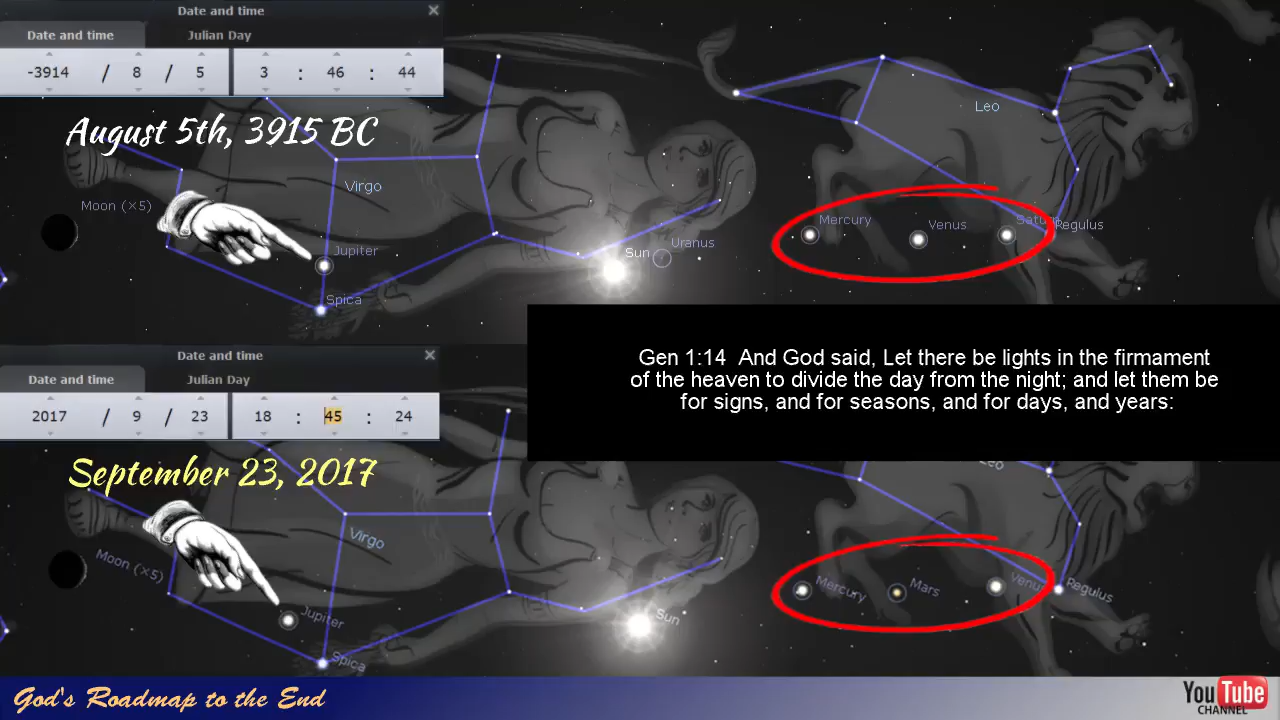 Date and time
Date and time Julian Day
-3914 / 8 / 5 3 : 46 : 44
August 5th, 3915 BC
Leo
Virgo
Moon (×5)
Mercury
Venus
Regulus
Jupiter
Uranus
Sun
Spica
Gen 1:14 And God said, Let there be lights in the firmament
of the heaven to divide the day from the night; and let them be
for signs, and for seasons, and for days, and years:
Date and time
Date and time Julian Day
2017 / 9 / 23 18 : 45 : 24
September 23, 2017
Leo
Virgo
Moon (×5)
Mercury
Mars
Venus
Regulus
Jupiter
Sun
Spica
God's Roadmap to the End
YouTube
CHANNEL